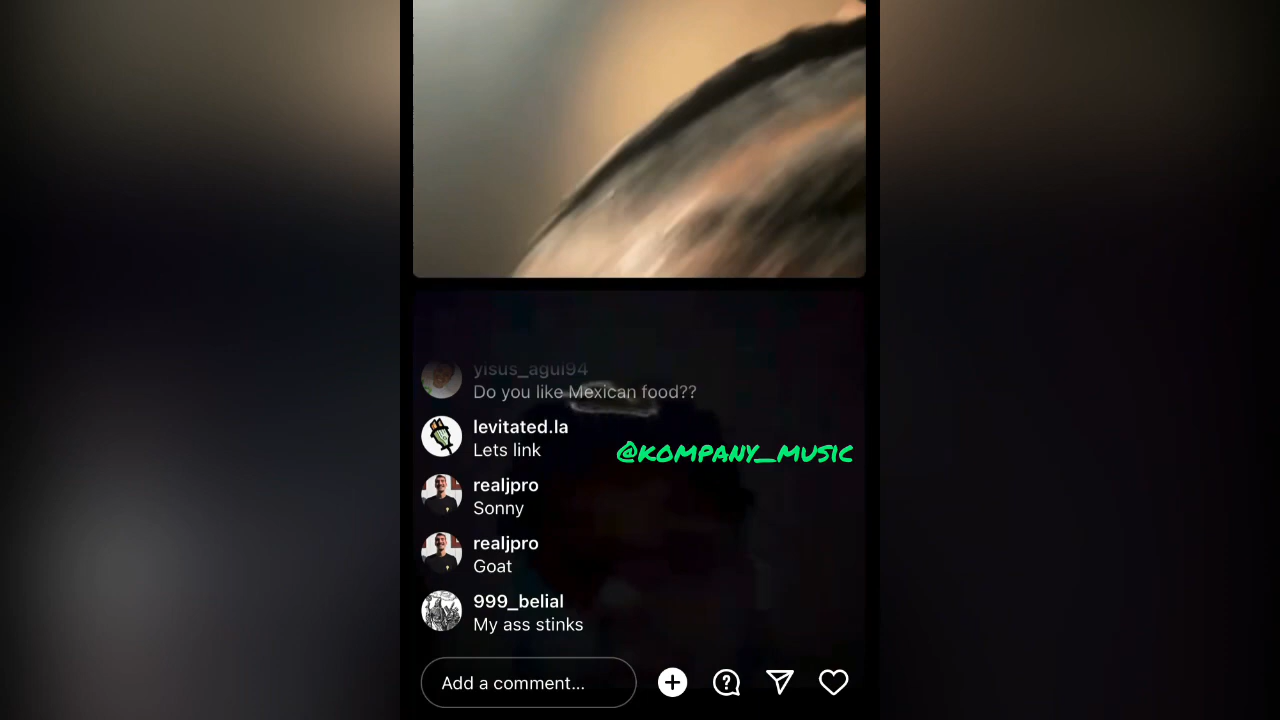 yisus_agui94
Do you like Mexican food??
levitated.la
Lets link
@KOMPANY_MUSIC
realjpro
Sonny
realjpro
Goat
999_belial
My ass stinks
Add a comment...